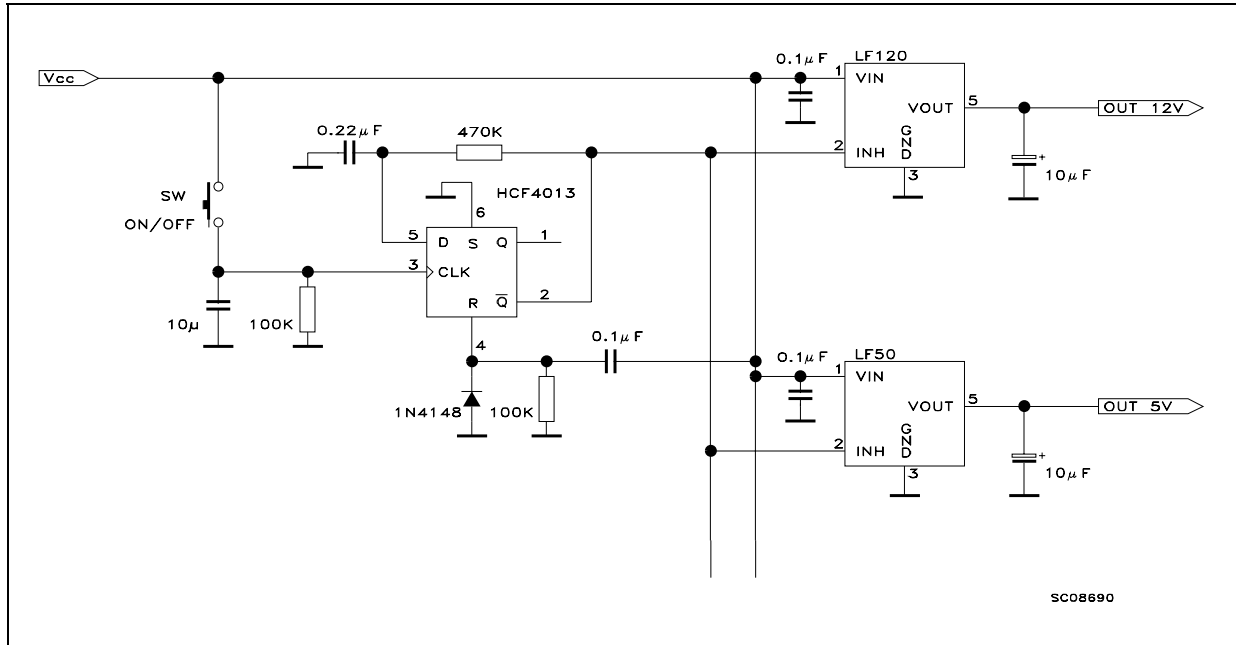 0.1μF
LF120
Vcc
1
VIN
VOUT
5
OUT 12V
0.22μF
470K
2
INH
GND
3
+
10μF
HCF4013
SW
ON/OFF
6
5
D
S
Q
1
3
CLK
R
Q̅
2
10μ
100K
4
0.1μF
0.1μF
LF50
1
VIN
1N4148
100K
VOUT
5
OUT 5V
2
INH
GND
3
+
10μF
SC08690